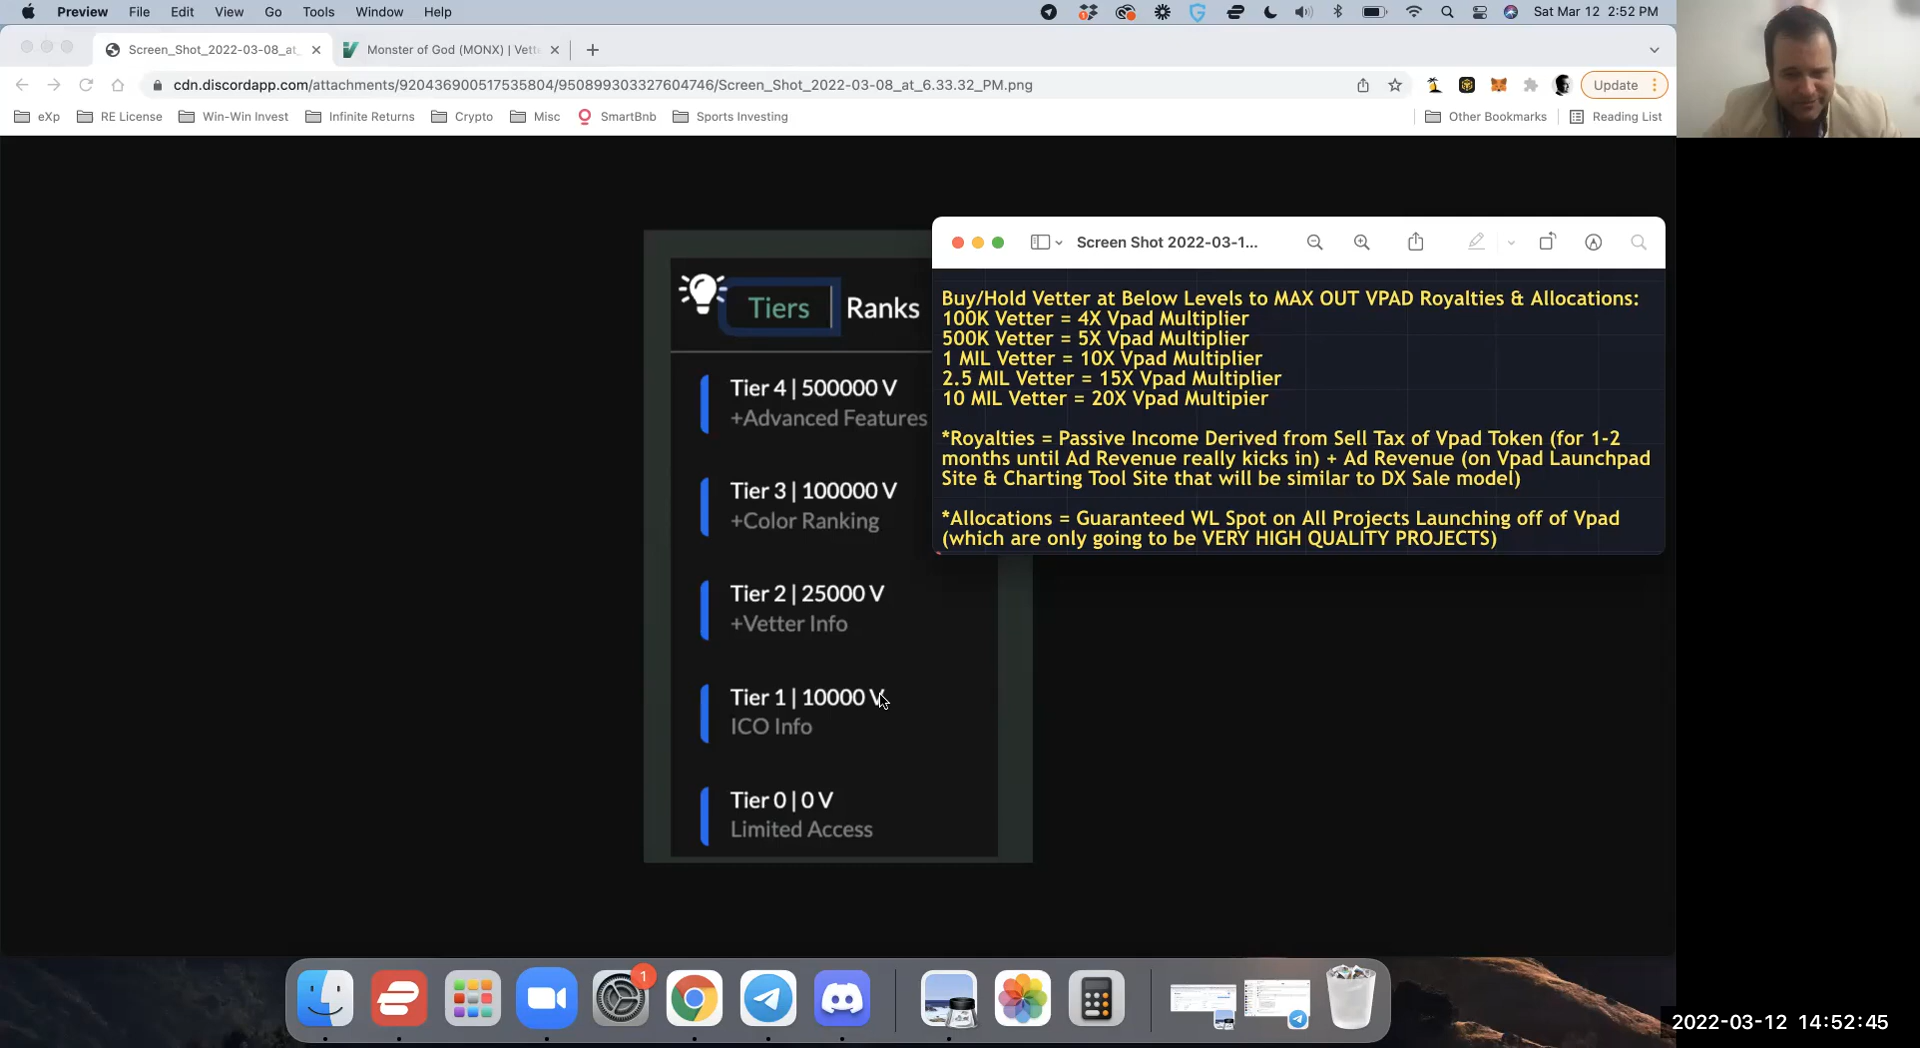 Preview File Edit View Go Tools Window Help
Sat Mar 12 2:52 PM
Screen_Shot_2022-03-08_at_
Monster of God (MONX) | Vette
cdn.discordapp.com/attachments/920436900517535804/950899303327604746/Screen_Shot_2022-03-08_at_6.33.32_PM.png
Update
eXp RE License Win-Win Invest Infinite Returns Crypto Misc SmartBnb Sports Investing Other Bookmarks Reading List
Tiers Ranks
Tier 4 | 500000 V
+Advanced Features
Tier 3 | 100000 V
+Color Ranking
Tier 2 | 25000 V
+Vetter Info
Tier 1 | 10000 V
ICO Info
Tier 0 | 0 V
Limited Access
Screen Shot 2022-03-1...
Buy/Hold Vetter at Below Levels to MAX OUT VPAD Royalties & Allocations:
100K Vetter = 4X Vpad Multiplier
500K Vetter = 5X Vpad Multiplier
1 MIL Vetter = 10X Vpad Multiplier
2.5 MIL Vetter = 15X Vpad Multiplier
10 MIL Vetter = 20X Vpad Multipier
*Royalties = Passive Income Derived from Sell Tax of Vpad Token (for 1-2
months until Ad Revenue really kicks in) + Ad Revenue (on Vpad Launchpad
Site & Charting Tool Site that will be similar to DX Sale model)
*Allocations = Guaranteed WL Spot on All Projects Launching off of Vpad
(which are only going to be VERY HIGH QUALITY PROJECTS)
1
2022-03-12 14:52:45